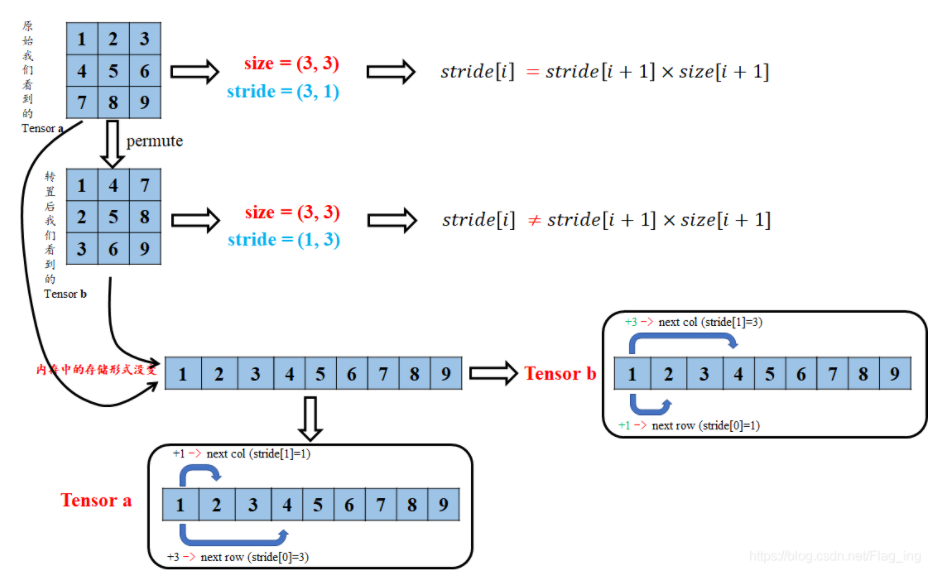 原始我们看到的
Tensor a
1 2 3
4 5 6
7 8 9
size = (3, 3)
stride = (3, 1)
stride[i] = stride[i + 1] × size[i + 1]
permute
转置后我们看到的
Tensor b
1 4 7
2 5 8
3 6 9
size = (3, 3)
stride = (1, 3)
stride[i] ≠ stride[i + 1] × size[i + 1]
内存中的存储形式没变
1 2 3 4 5 6 7 8 9
Tensor b
+3 -> next col (stride[1]=3)
1 2 3 4 5 6 7 8 9
+1 -> next row (stride[0]=1)
Tensor a
+1 -> next col (stride[1]=1)
1 2 3 4 5 6 7 8 9
+3 -> next row (stride[0]=3)
https://blog.csdn.net/Flag_ing